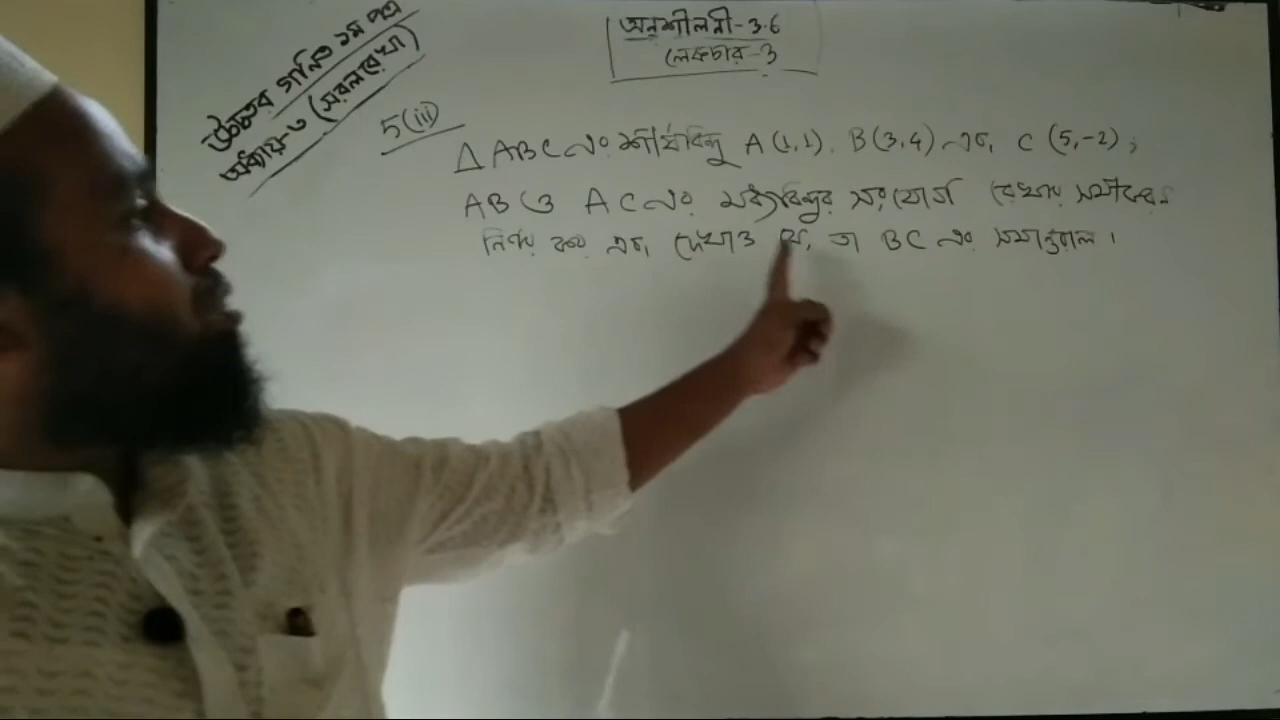 উচ্চতর গনিত ১ম পত্র
অধ্যায়-৩ (সরলরেখা)
অনুশীলনী-3.6
লেকচার-3
5(iii)
△ABC এর শীর্ষবিন্দু A(1,1), B(3,4) এবং C(5,-2);
AB ও AC এর মধ্যবিন্দুর সংযোগ রেখার সমীকরণ
নির্ণয় কর এবং দেখাও যে, তা BC এর সমান্তরাল।